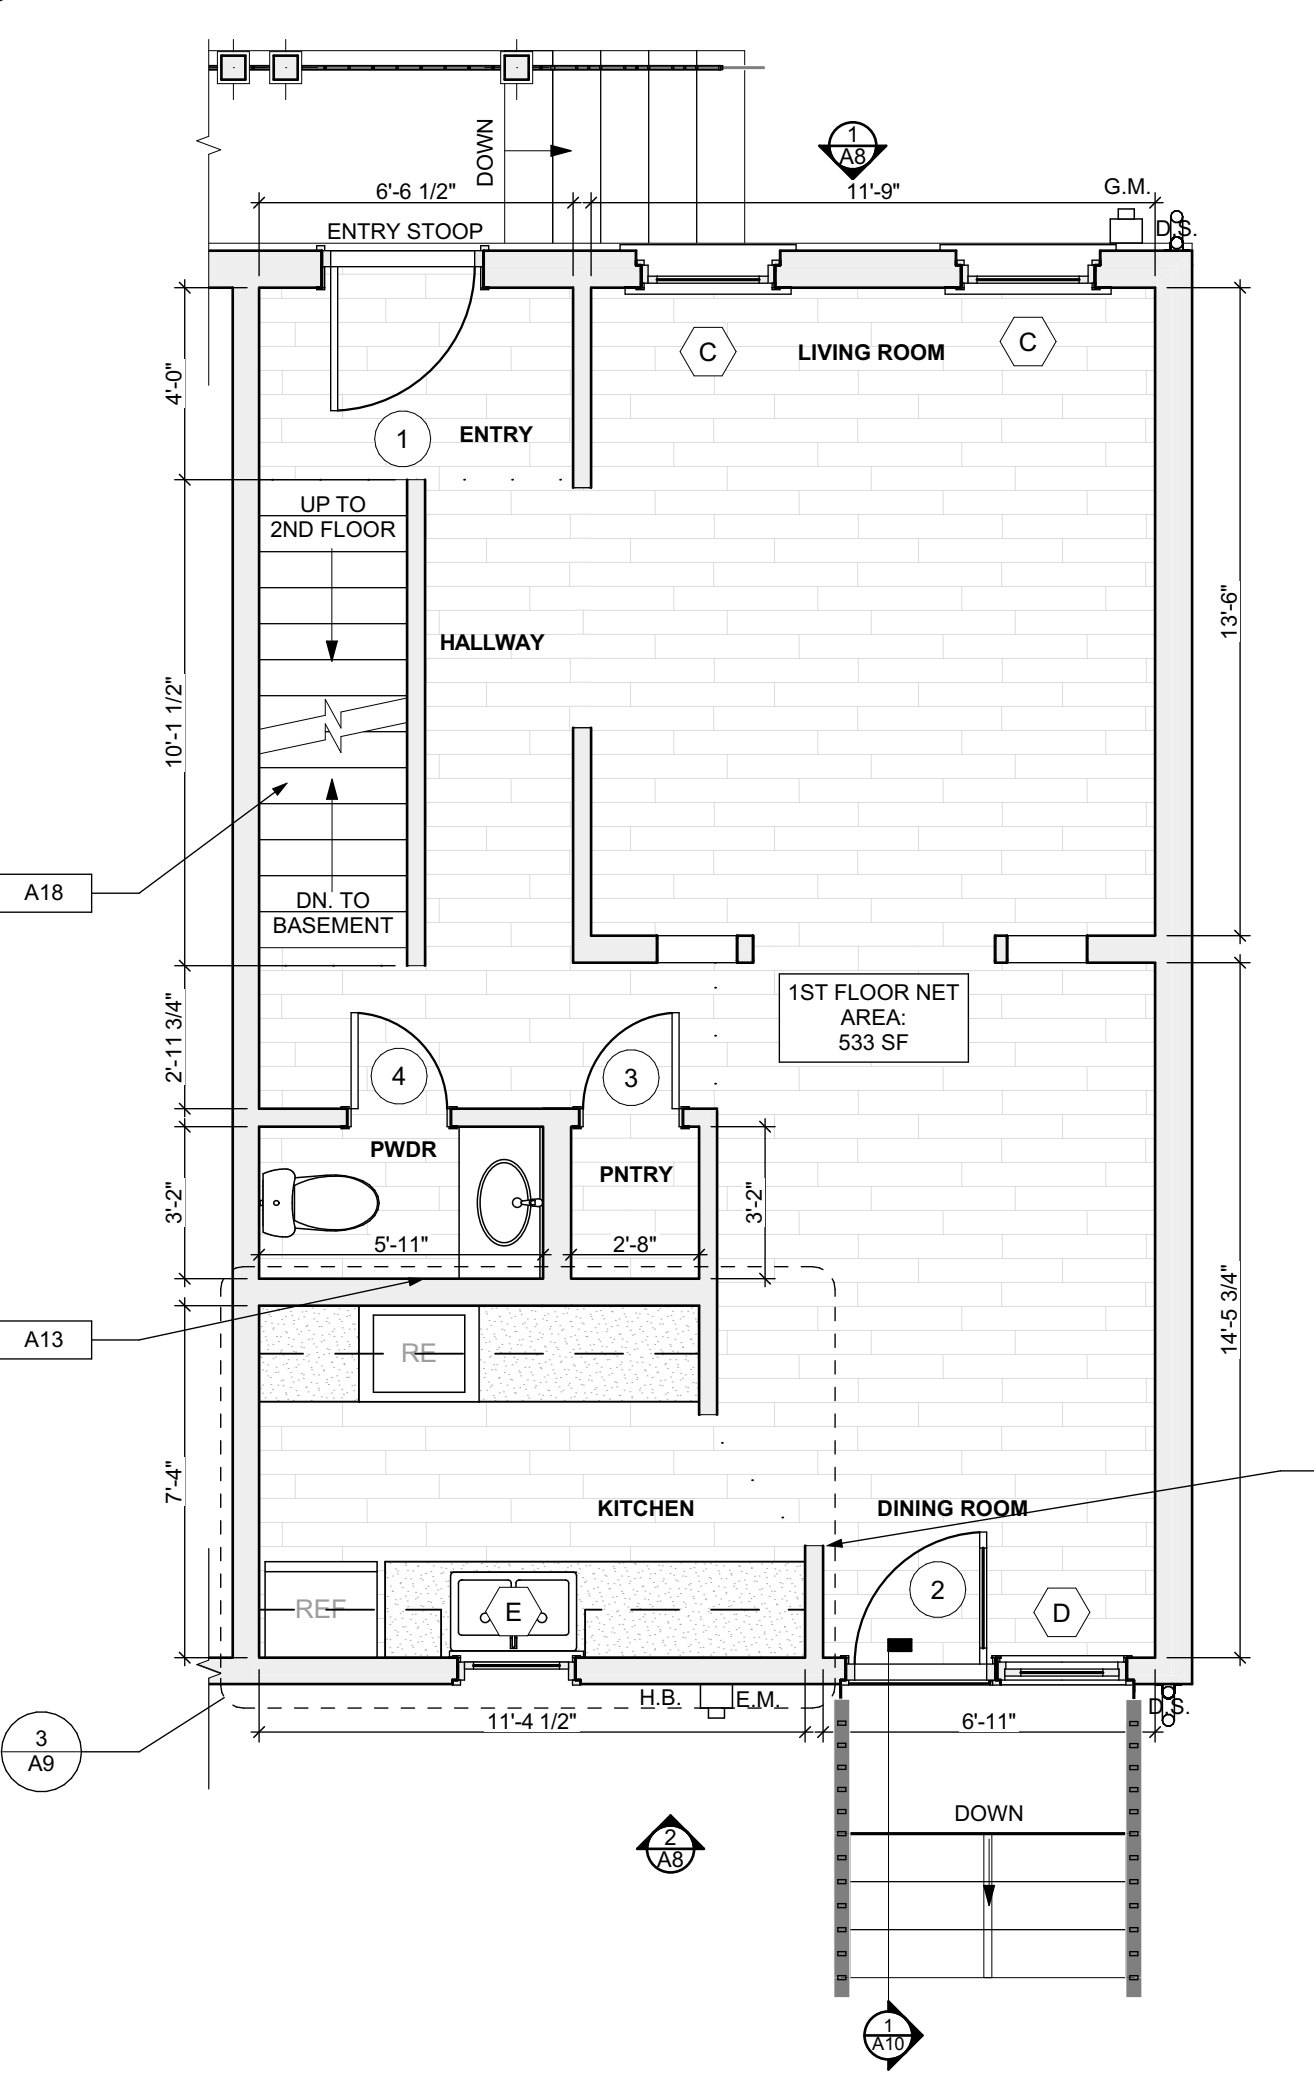 DOWN
1
A8
6'-6 1/2"
11'-9"
G.M.
D.S.
ENTRY STOOP
C
LIVING ROOM
C
4'-0"
1
ENTRY
UP TO
2ND FLOOR
13'-6"
HALLWAY
10'-1 1/2"
A18
DN. TO
BASEMENT
1ST FLOOR NET
AREA:
533 SF
2'-11 3/4"
4
3
PWDR
PNTRY
3'-2"
3'-2"
5'-11"
2'-8"
14'-5 3/4"
A13
RE
7'-4"
KITCHEN
DINING ROOM
REF
E
2
D
H.B.
E.M.
D.S.
11'-4 1/2"
6'-11"
3
A9
DOWN
2
A8
1
A10